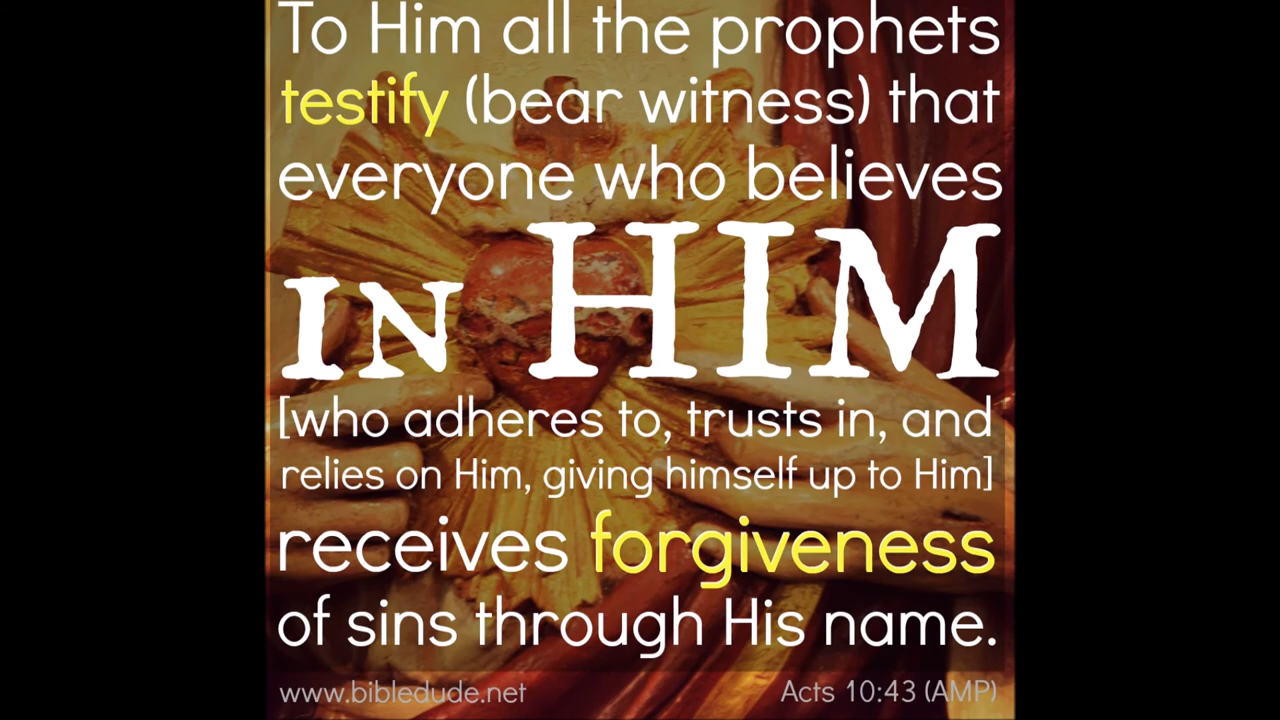 To Him all the prophets
testify (bear witness) that
everyone who believes
IN HIM
[who adheres to, trusts in, and
relies on Him, giving himself up to Him]
receives forgiveness
of sins through His name.
www.bibledude.net Acts 10:43 (AMP)